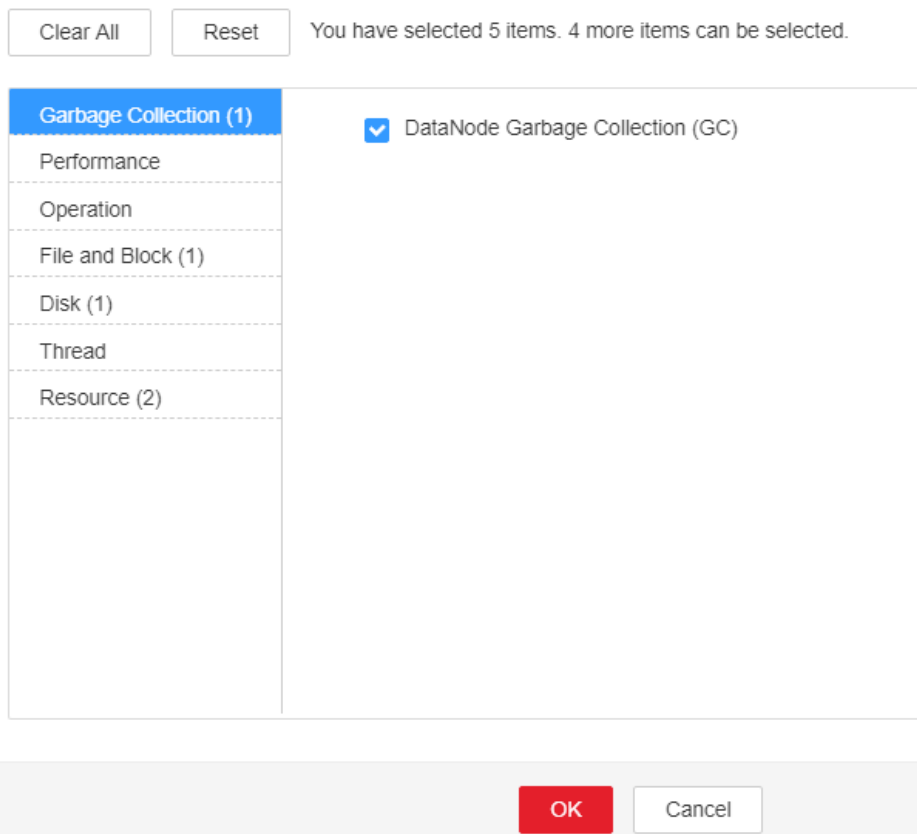 Clear All Reset You have selected 5 items. 4 more items can be selected.
Garbage Collection (1)
DataNode Garbage Collection (GC)
Performance
Operation
File and Block (1)
Disk (1)
Thread
Resource (2)
OK Cancel